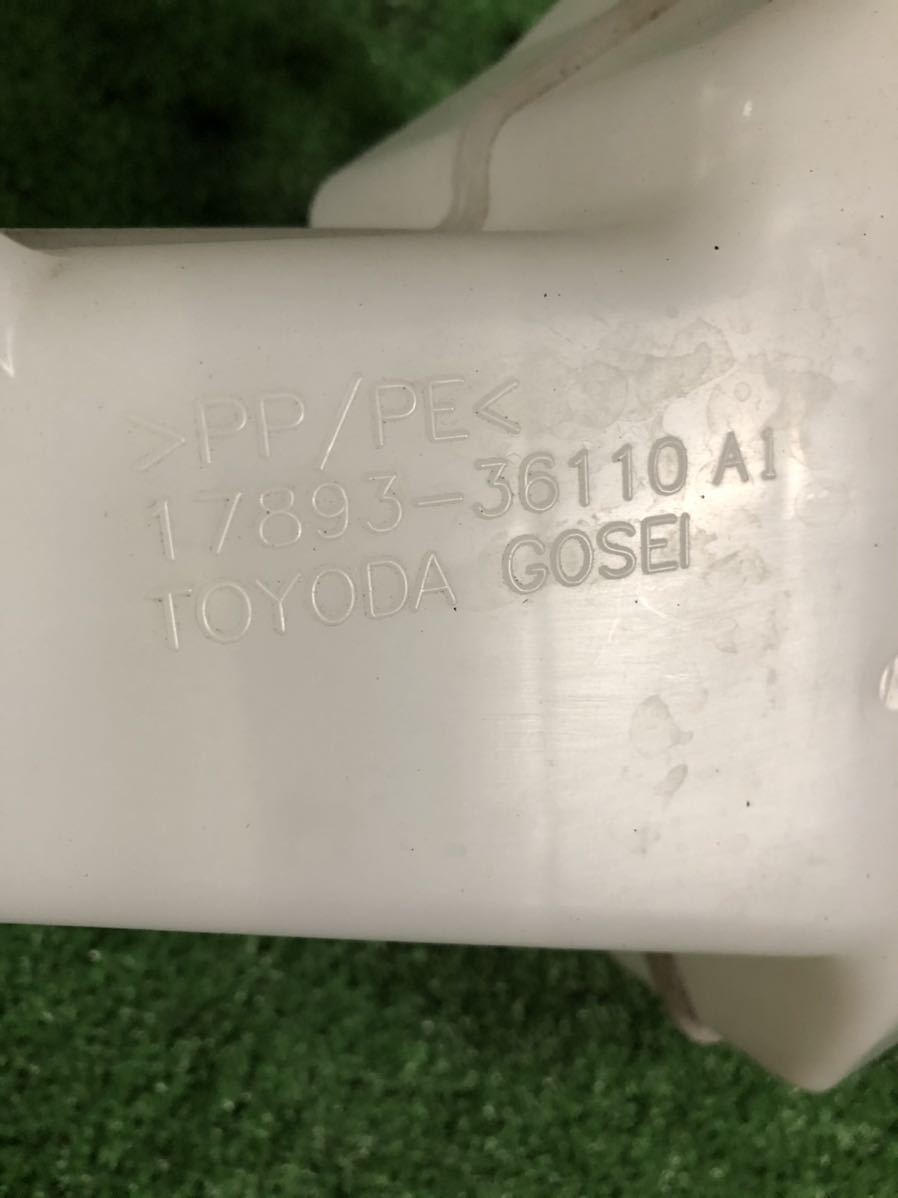 >PP/PE<
17893-36110 A1
TOYODA GOSEI